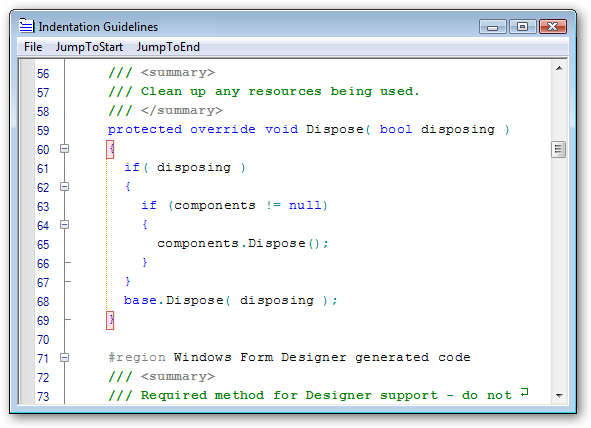 Indentation Guidelines
File JumpToStart JumpToEnd
56 /// <summary>
57 /// Clean up any resources being used.
58 /// </summary>
59 protected override void Dispose( bool disposing )
60 {
61 if( disposing )
62 {
63 if (components != null)
64 {
65 components.Dispose();
66 }
67 }
68 base.Dispose( disposing );
69 }
70
71 #region Windows Form Designer generated code
72 /// <summary>
73 /// Required method for Designer support - do not